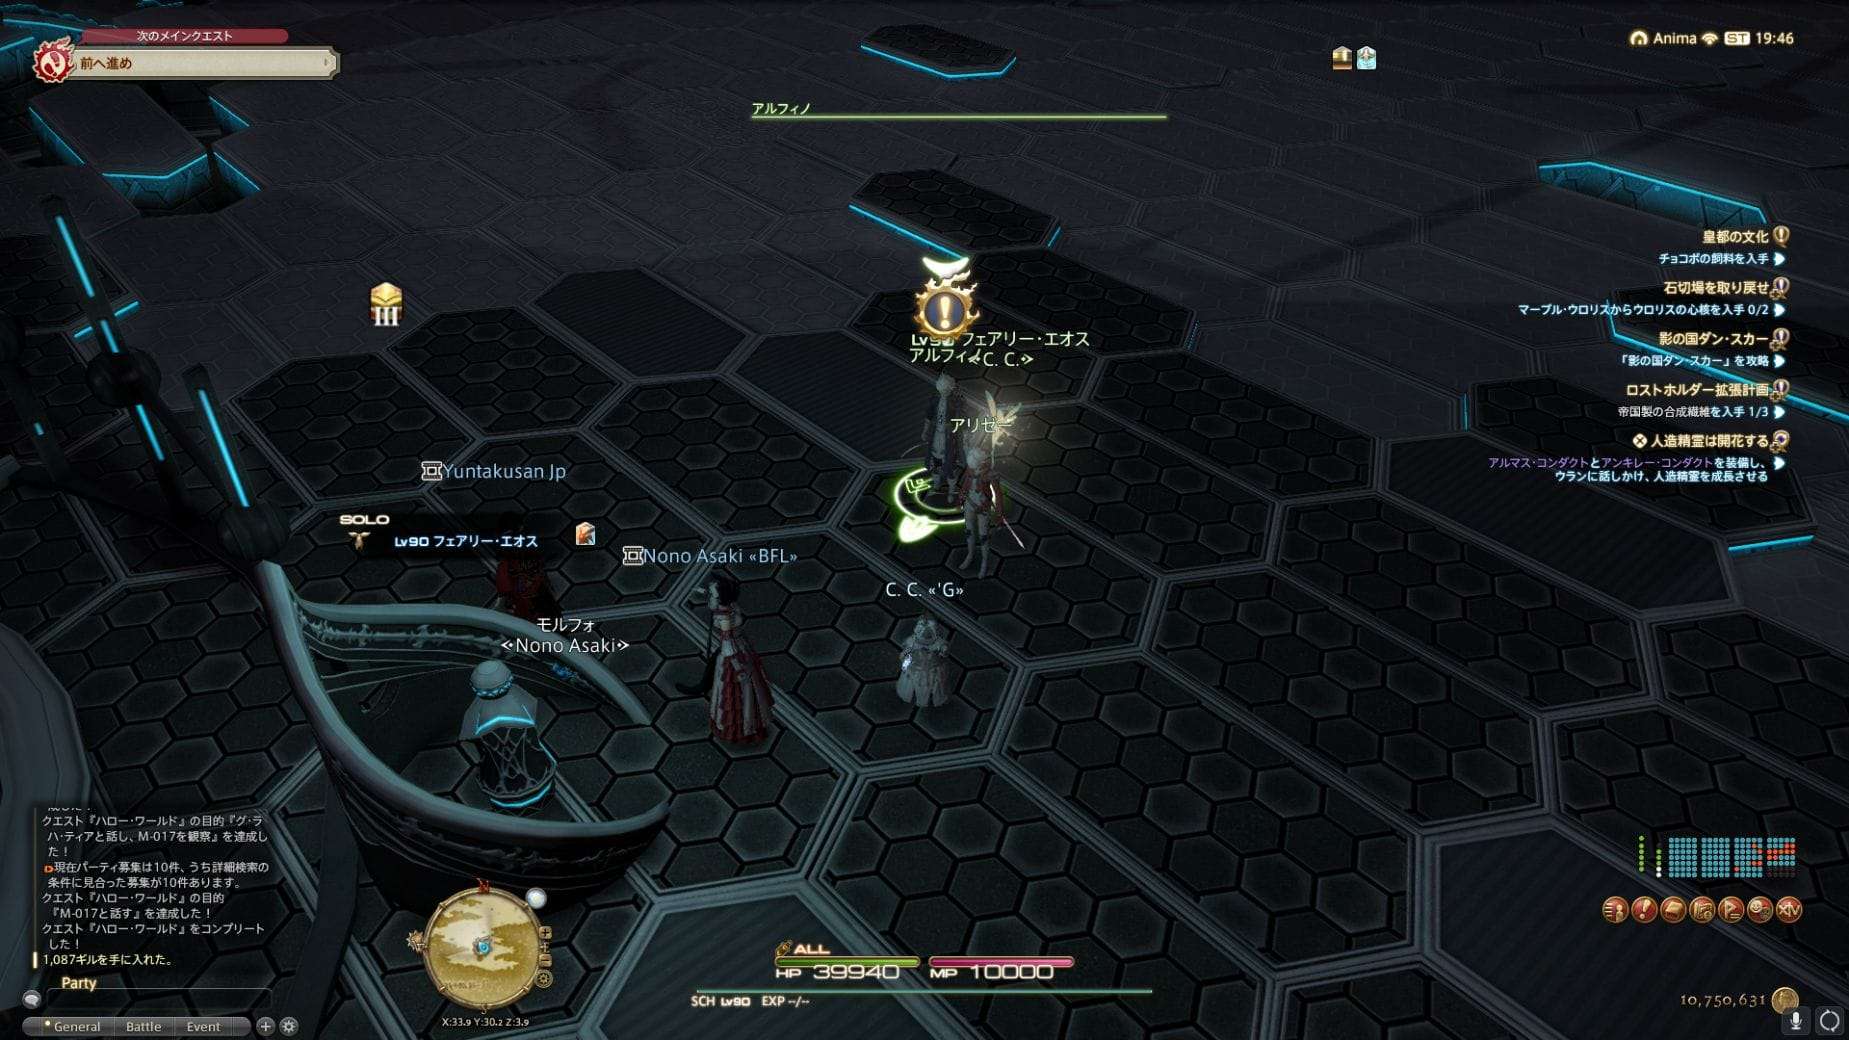 次のメインクエスト
前へ進め
Anima ST 19:46
アルフィノ
皇都の文化
チョコボの飼料を入手
石切場を取り戻せ
マーブル・ウロリスからウロリスの心核を入手 0/2
影の国ダン・スカー
「影の国ダン・スカー」を攻略
ロストホルダー拡張計画
帝国製の合成繊維を入手 1/3
人造精霊は開花する
アルマス・コンダクトとアンキレー・コンダクトを装備し、
ウランに話しかけ、人造精霊を成長させる
III
Lv90 フェアリー・エオス
アルフィノ
«C. C.»
アリゼー
Yuntakusan Jp
SOLO
Lv90 フェアリー・エオス
Nono Asaki «BFL»
C. C. «'G»
モルフォ
«Nono Asaki»
クエスト『ハロー・ワールド』の目的『グ・ラ
ハ・ティアと話し、M-017を観察』を達成し
た！
現在パーティ募集は10件、うち詳細検索の
条件に見合った募集が10件あります。
クエスト『ハロー・ワールド』の目的
『M-017と話す』を達成した！
クエスト『ハロー・ワールド』をコンプリート
した！
1,087ギルを手に入れた。
Party
General Battle Event
N
X:33.9 Y:30.2 Z:3.9
ALL
HP 39940 MP 10000
SCH Lv90 EXP --/--
XIV
10,750,631